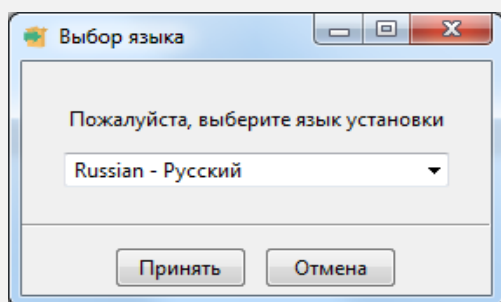 Выбор языка
Пожалуйста, выберите язык установки
Russian - Русский
Принять Отмена